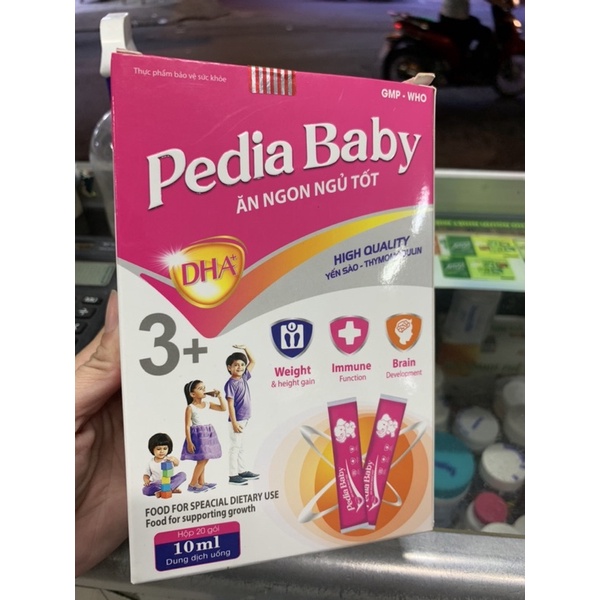 Thực phẩm bảo vệ sức khỏe
GMP - WHO
Pedia Baby
ĂN NGON NGỦ TỐT
DHA+
HIGH QUALITY
YẾN SÀO - THYMOMODULIN
3+
Weight
& height gain
Immune
Function
Brain
Development
Pedia Baby
Pedia Baby
FOOD FOR SPEACIAL DIETARY USE
Food for supporting growth
Hộp 20 gói
10ml
Dung dịch uống